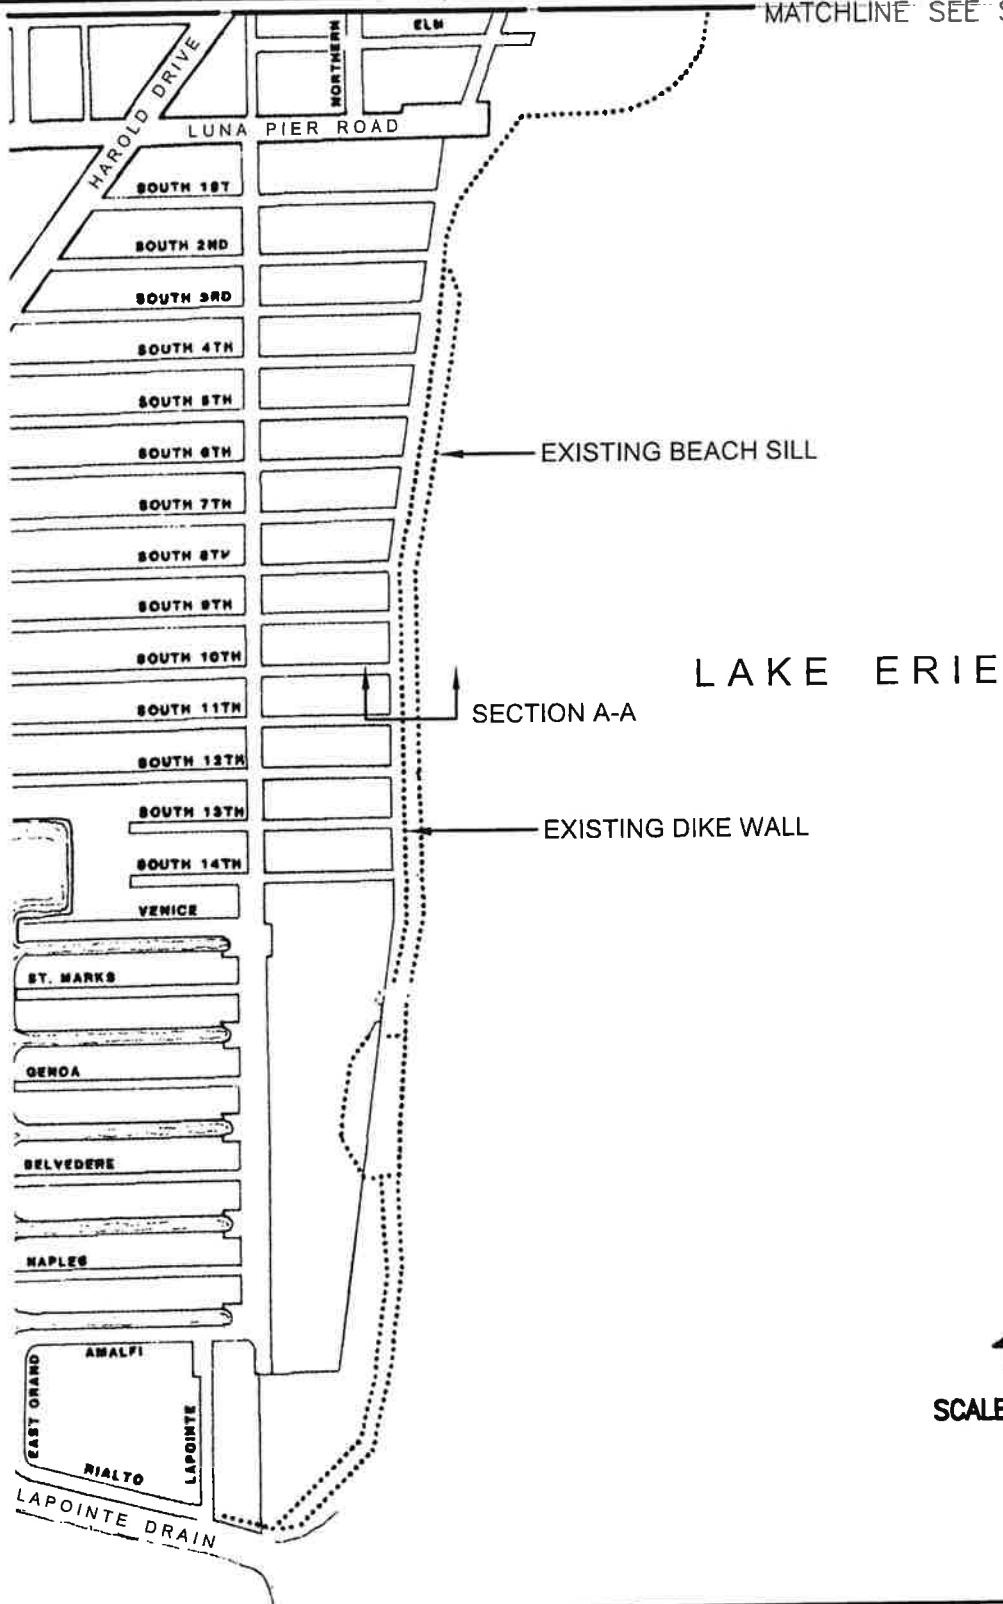 MATCHLINE SEE S
ELM
NORTHERN
HAROLD DRIVE
LUNA PIER ROAD
SOUTH 1ST
SOUTH 2ND
SOUTH 3RD
SOUTH 4TH
SOUTH 5TH
EXISTING BEACH SILL
SOUTH 6TH
SOUTH 7TH
SOUTH 8TH
SOUTH 9TH
SOUTH 10TH
LAKE ERIE
SOUTH 11TH
SECTION A-A
SOUTH 12TH
SOUTH 13TH
EXISTING DIKE WALL
SOUTH 14TH
VENICE
ST. MARKS
GENOA
BELVEDERE
NAPLES
AMALFI
EAST GRAND
LAPOINTE
SCALE
RIALTO
LAPOINTE DRAIN